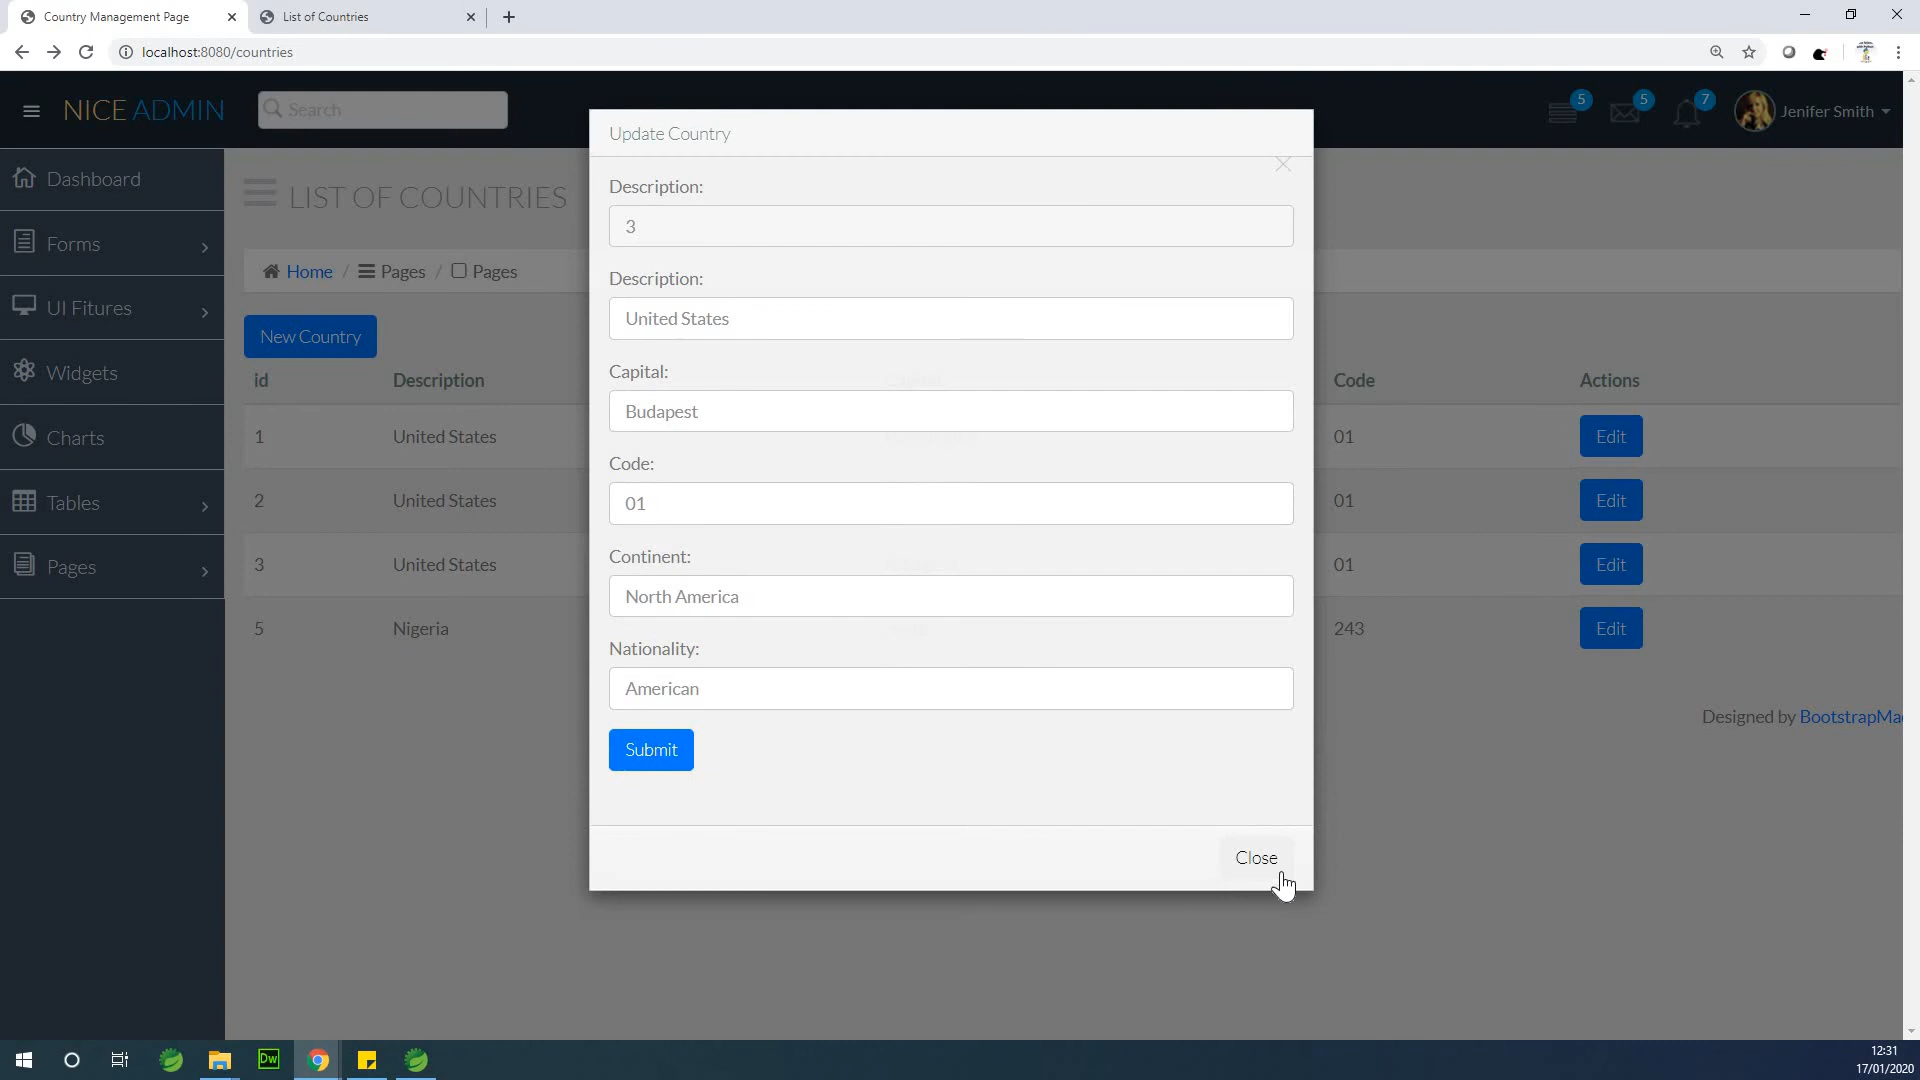 Country Management Page
List of Countries
localhost:8080/countries
NICE ADMIN
Search
5
5
7
Jenifer Smith
Update Country
Dashboard
Forms
UI Fitures
Widgets
Charts
Tables
Pages
LIST OF COUNTRIES
Home / Pages / Pages
New Country
id Description Code Actions
1 United States 01 Edit
2 United States 01 Edit
3 United States 01 Edit
5 Nigeria 243 Edit
Description:
3
Description:
United States
Capital:
Budapest
Code:
01
Continent:
North America
Nationality:
American
Submit
Close
Designed by BootstrapMa
Dw
12:31
17/01/2020